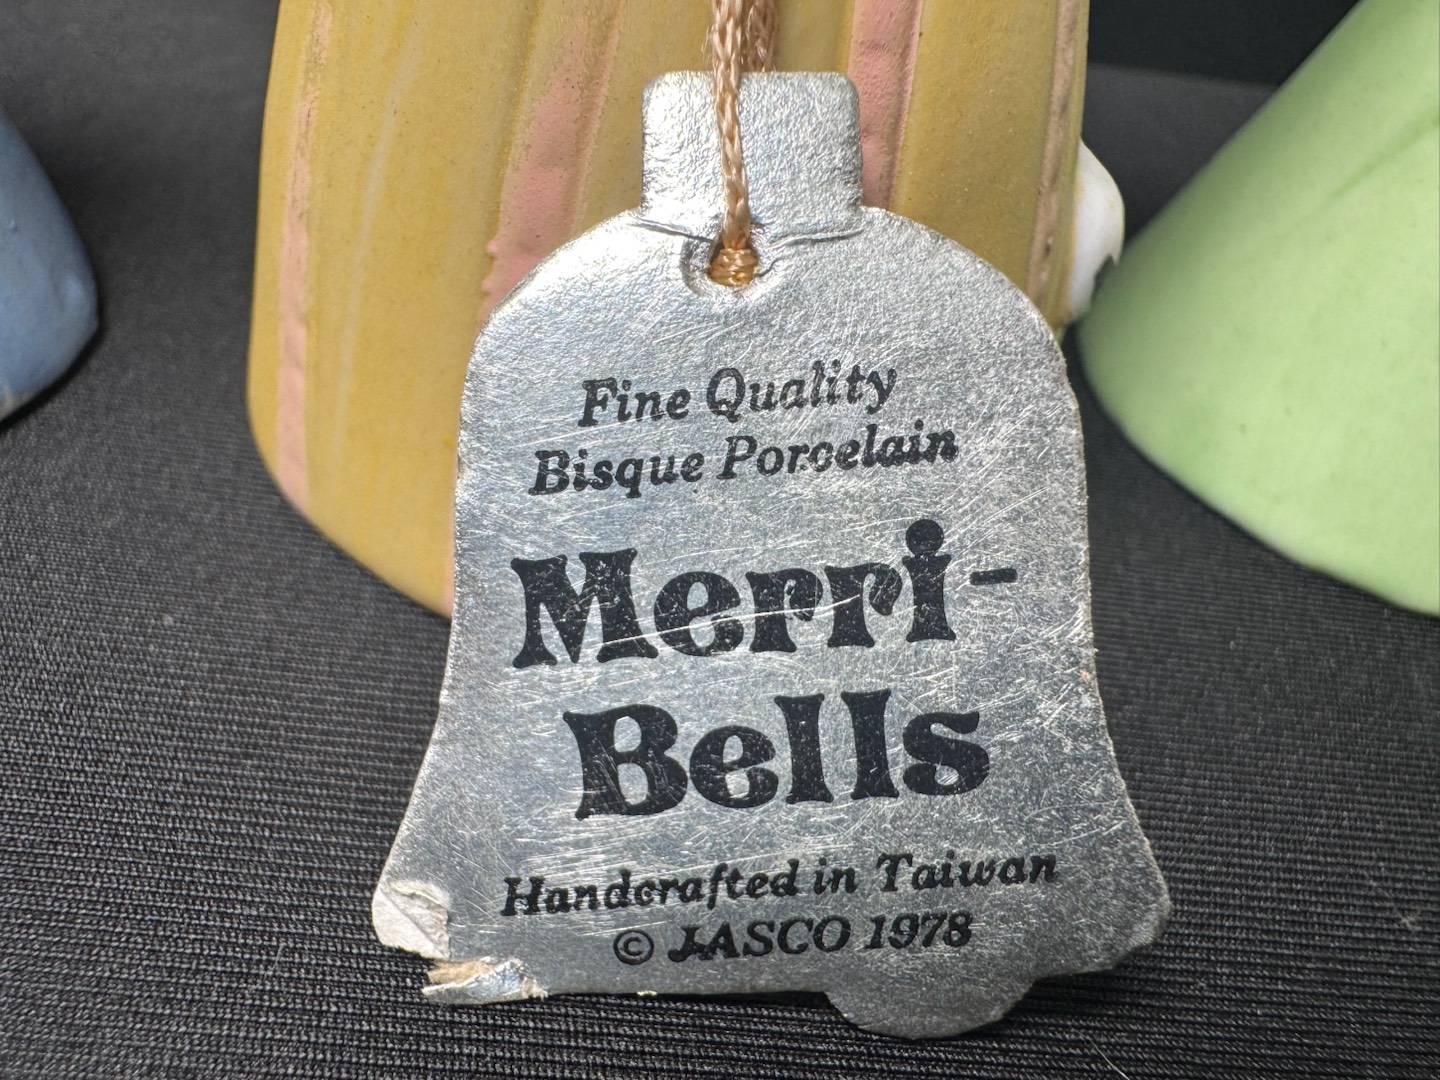 Fine Quality
Bisque Porcelain
Merri-
Bells
Handcrafted in Taiwan
© JASCO 1978